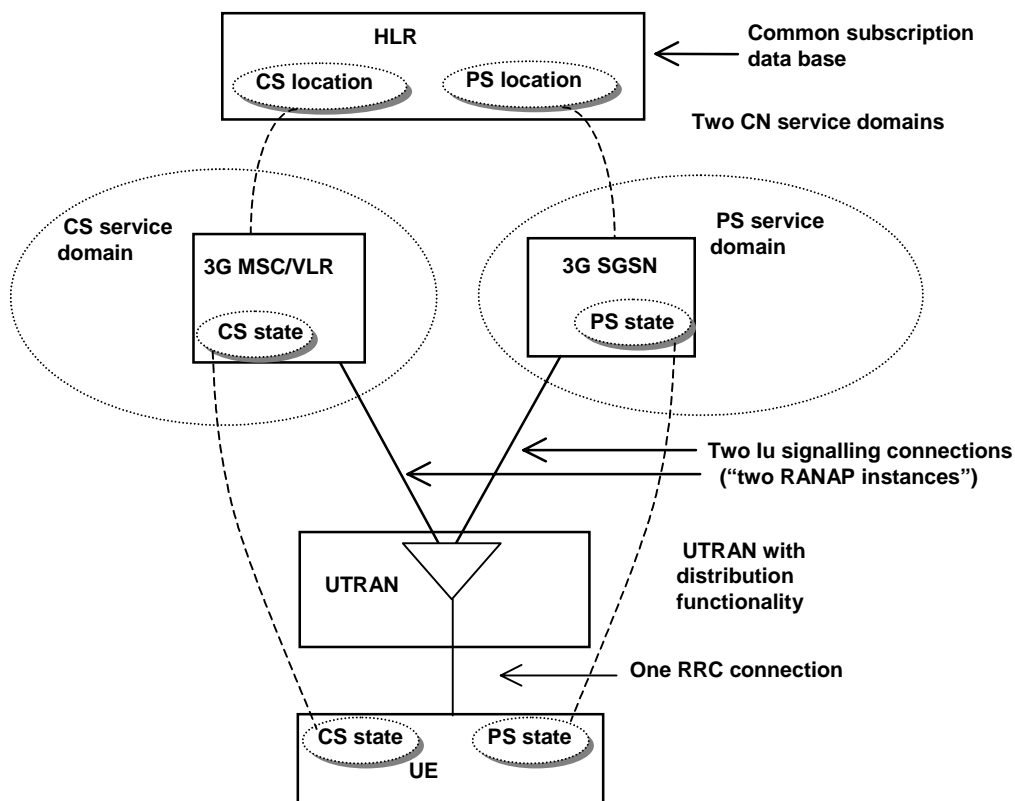 HLR
Common subscription
data base
CS location
PS location
Two CN service domains
CS service
domain
PS service
domain
3G MSC/VLR
3G SGSN
CS state
PS state
Two Iu signalling connections
(“two RANAP instances”)
UTRAN
UTRAN with
distribution
functionality
One RRC connection
CS state
PS state
UE